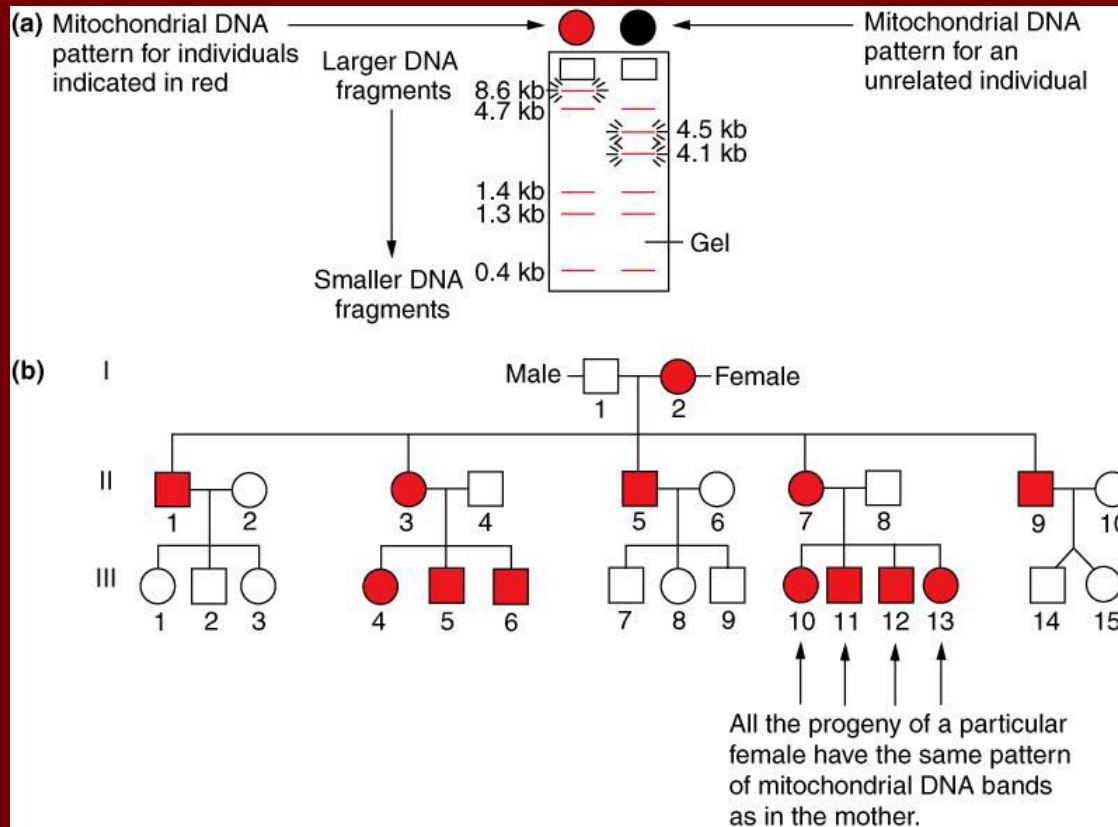 (a)
Mitochondrial DNA
pattern for individuals
indicated in red
Larger DNA
fragments
Smaller DNA
fragments
Mitochondrial DNA
pattern for an
unrelated individual
8.6 kb
4.7 kb
4.5 kb
4.1 kb
1.4 kb
1.3 kb
Gel
0.4 kb
(b)
I
Male
Female
1 2
II
1 2 3 4 5 6 7 8 9 10
III
1 2 3 4 5 6 7 8 9 10 11 12 13 14 15
All the progeny of a particular
female have the same pattern
of mitochondrial DNA bands
as in the mother.